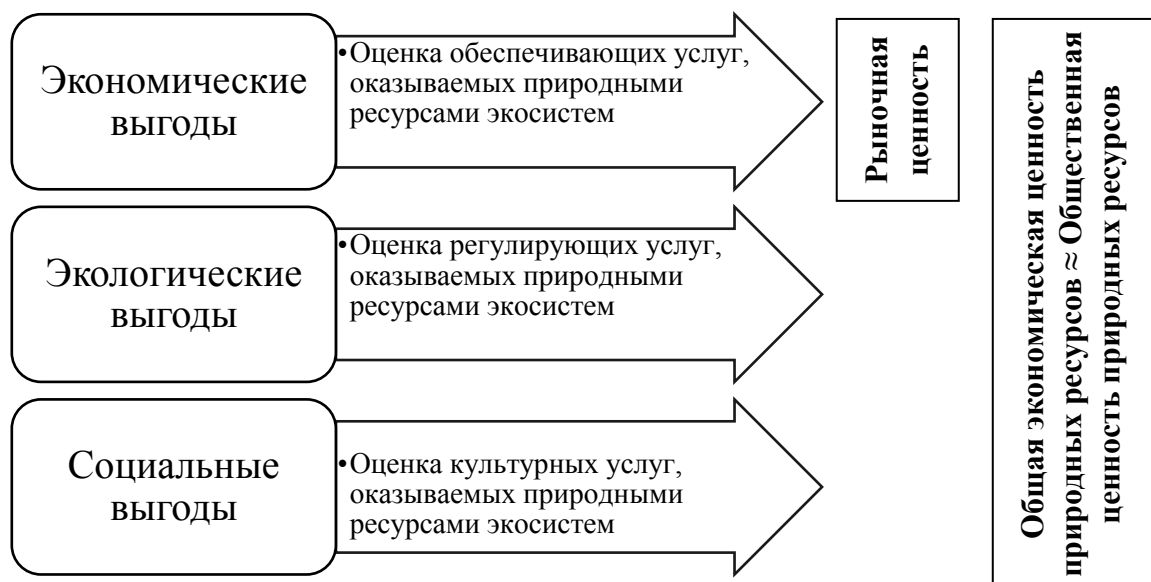 Экономические
выгоды
•Оценка обеспечивающих услуг,
оказываемых природными
ресурсами экосистем
Экологические
выгоды
•Оценка регулирующих услуг,
оказываемых природными
ресурсами экосистем
Социальные
выгоды
•Оценка культурных услуг,
оказываемых природными
ресурсами экосистем
Рыночная
ценность
Общая экономическая ценность
природных ресурсов ≈ Общественная
ценность природных ресурсов